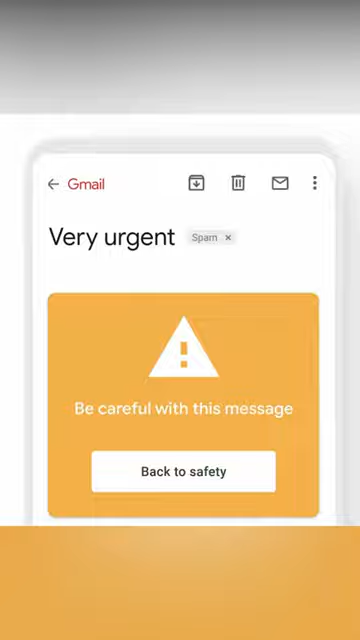 Gmail
Very urgent
Spam ×
Be careful with this message
Back to safety